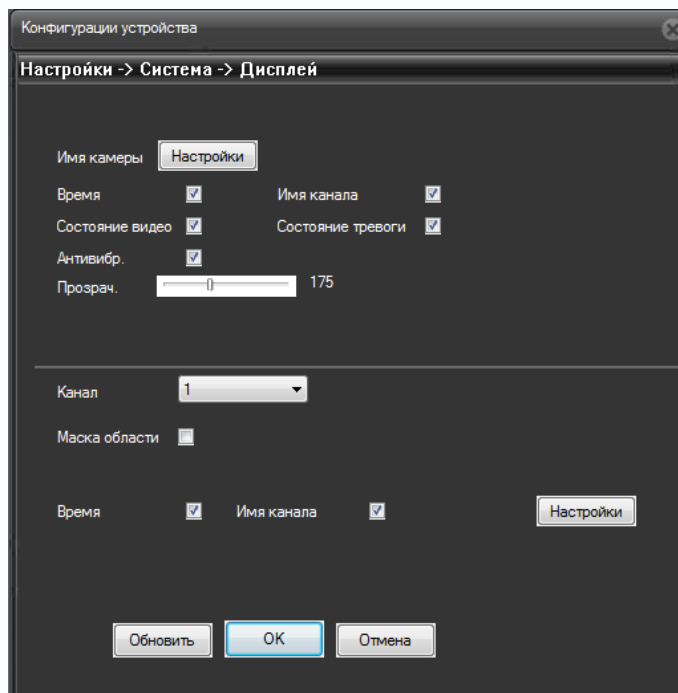 Конфигурации устройства
Настройки -> Система -> Дисплей
Имя камеры Настройки
Время Имя канала
Состояние видео Состояние тревоги
Антивибр.
Прозрач. 175
Канал 1
Маска области
Время Имя канала Настройки
Обновить OK Отмена